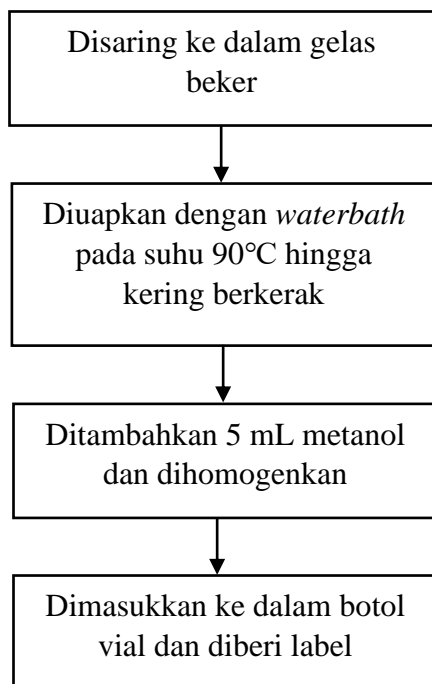 Disaring ke dalam gelas
beker
Diuapkan dengan waterbath
pada suhu 90°C hingga
kering berkerak
Ditambahkan 5 mL metanol
dan dihomogenkan
Dimasukkan ke dalam botol
vial dan diberi label